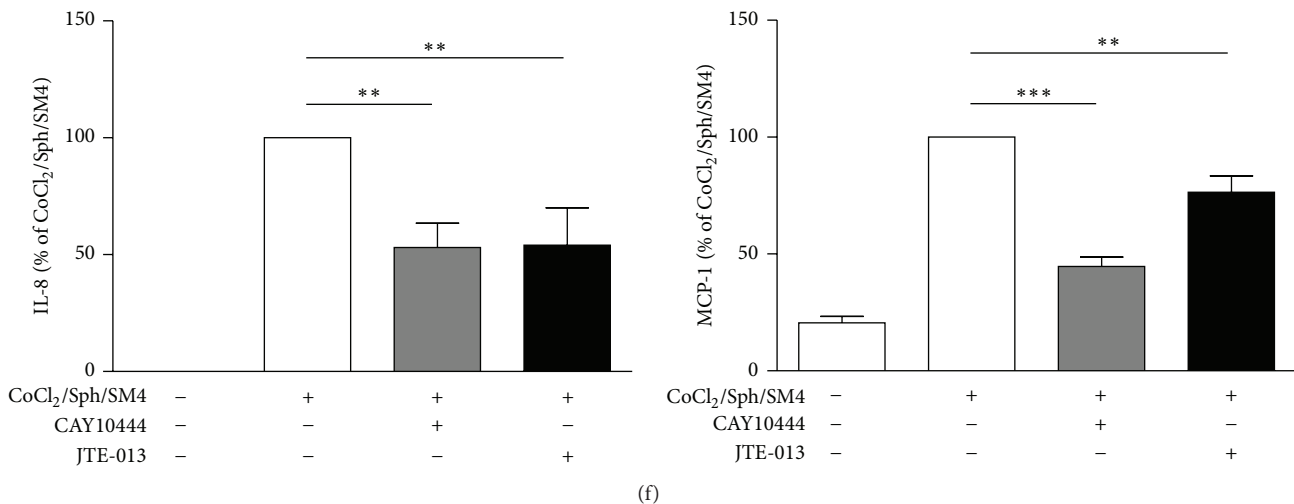 IL-8 (% of CoCl₂/Sph/SM4)
150
100
50
0
**
**
CoCl₂/Sph/SM4 − + + +
CAY10444 − − + −
JTE-013 − − − +
MCP-1 (% of CoCl₂/Sph/SM4)
150
100
50
0
**
***
CoCl₂/Sph/SM4 − + + +
CAY10444 − − + −
JTE-013 − − − +
(f)